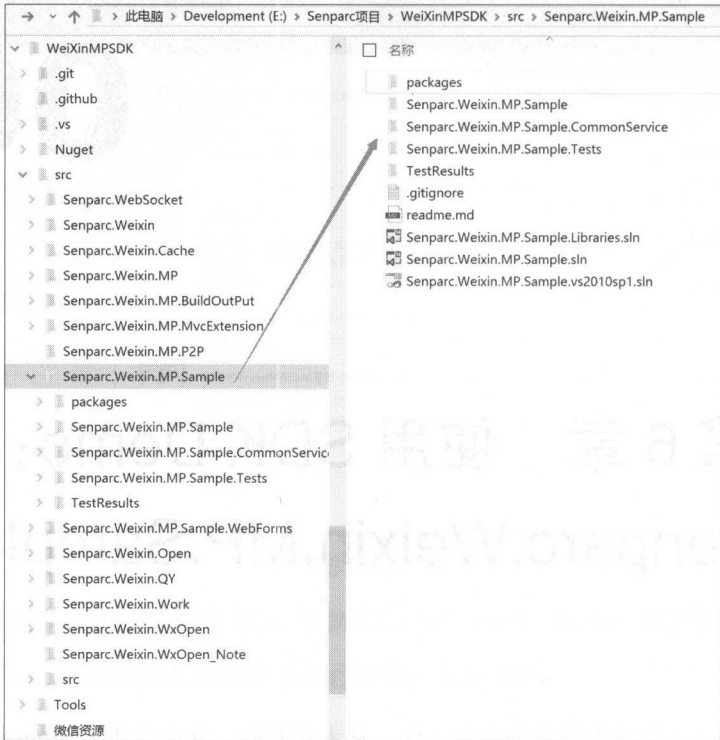 此电脑 > Development (E:) > Senparc项目 > WeiXinMPSDK > src > Senparc.Weixin.MP.Sample
WeiXinMPSDK
.git
.github
.vs
Nuget
src
Senparc.WebSocket
Senparc.Weixin
Senparc.Weixin.Cache
Senparc.Weixin.MP
Senparc.Weixin.MP.BuildOutPut
Senparc.Weixin.MP.MvcExtension
Senparc.Weixin.MP.P2P
Senparc.Weixin.MP.Sample
packages
Senparc.Weixin.MP.Sample
Senparc.Weixin.MP.Sample.CommonServic
Senparc.Weixin.MP.Sample.Tests
TestResults
Senparc.Weixin.MP.Sample.WebForms
Senparc.Weixin.Open
Senparc.Weixin.QY
Senparc.Weixin.Work
Senparc.Weixin.WxOpen
Senparc.Weixin.WxOpen_Note
src
Tools
微信资源
名称
packages
Senparc.Weixin.MP.Sample
Senparc.Weixin.MP.Sample.CommonService
Senparc.Weixin.MP.Sample.Tests
TestResults
.gitignore
readme.md
Senparc.Weixin.MP.Sample.Libraries.sln
Senparc.Weixin.MP.Sample.sln
Senparc.Weixin.MP.Sample.vs2010sp1.sln